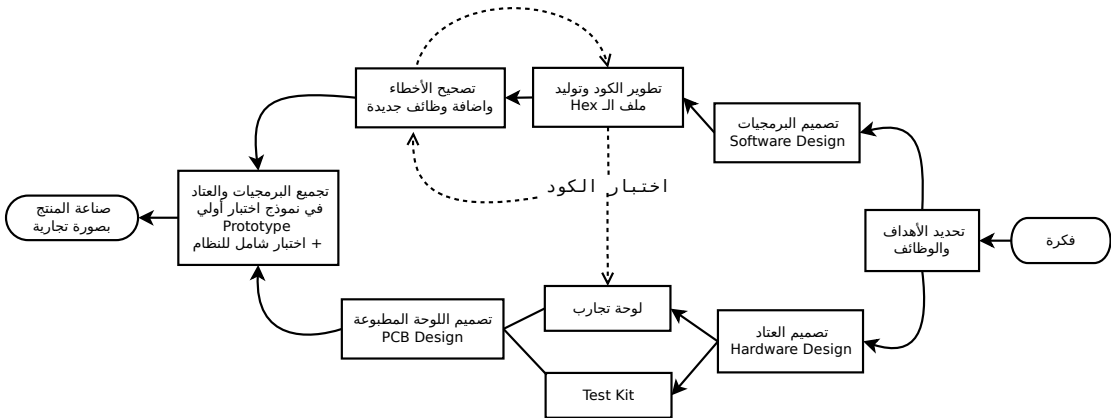 فكرة
تحديد الأهداف
والوظائف
تصميم البرمجيات
Software Design
تطوير الكود وتوليد
ملف الـ Hex
تصحيح الأخطاء
واضافة وظائف جديدة
اختبار الكود
تصميم العتاد
Hardware Design
لوحة تجارب
Test Kit
تصميم اللوحة المطبوعة
PCB Design
تجميع البرمجيات والعتاد
في نموذج اختبار أولي
Prototype
+ اختبار شامل للنظام
صناعة المنتج
بصورة تجارية